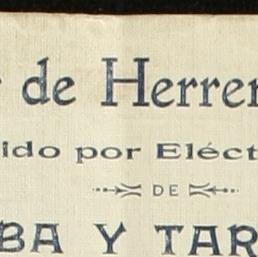 de Herrer
ido por Eléct
DE
BA Y TAR